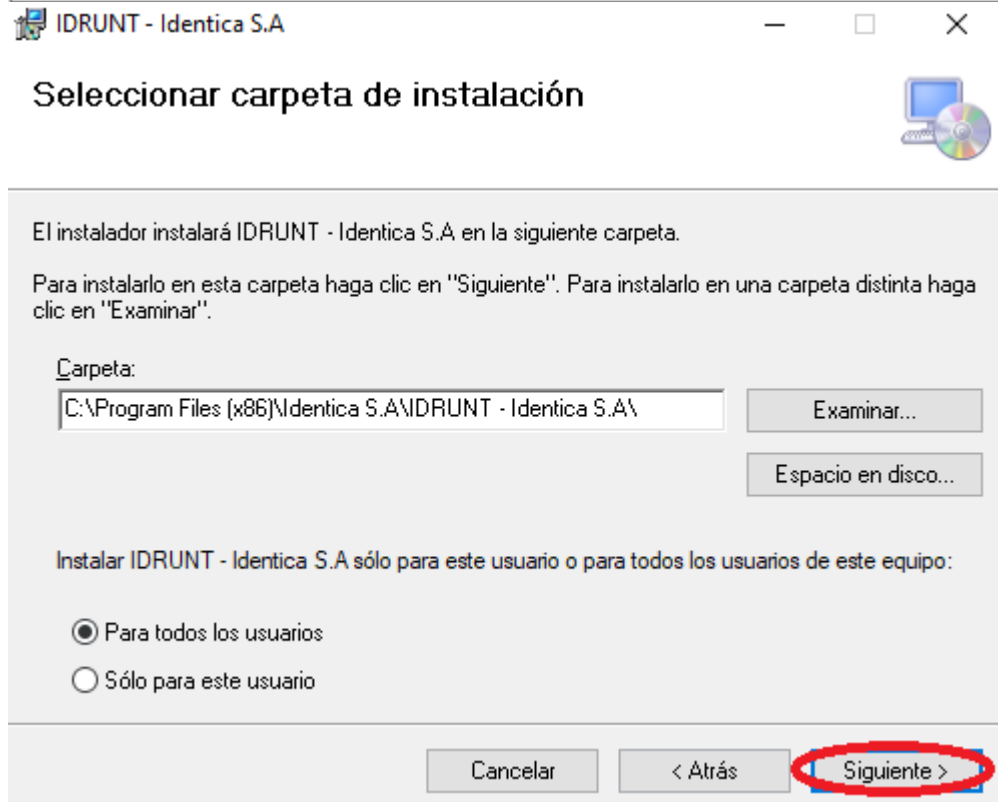 IDRUNT - Identica S.A
Seleccionar carpeta de instalación
El instalador instalará IDRUNT - Identica S.A en la siguiente carpeta.
Para instalarlo en esta carpeta haga clic en "Siguiente". Para instalarlo en una carpeta distinta haga
clic en "Examinar".
Carpeta:
C:\Program Files (x86)\Identica S.A\IDRUNT - Identica S.A\
Examinar...
Espacio en disco...
Instalar IDRUNT - Identica S.A sólo para este usuario o para todos los usuarios de este equipo:
Para todos los usuarios
Sólo para este usuario
Cancelar
< Atrás
Siguiente >